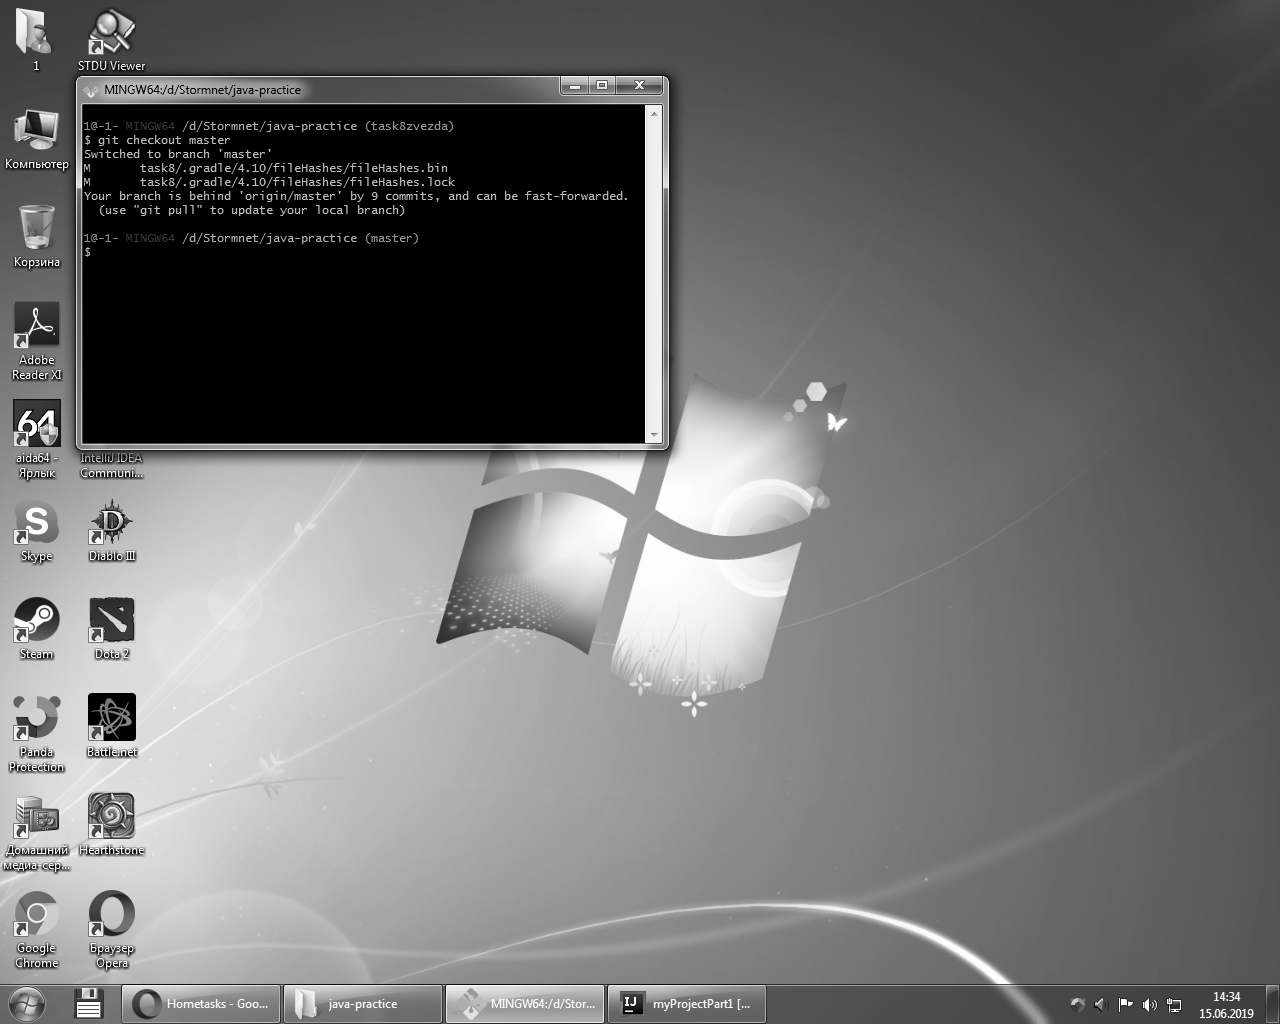 1
STDU Viewer
MINGW64:/d/Stormnet/java-practice
1@-1- MINGW64 /d/Stormnet/java-practice (task8zvezda)
$ git checkout master
Switched to branch 'master'
M       task8/.gradle/4.10/fileHashes/fileHashes.bin
M       task8/.gradle/4.10/fileHashes/fileHashes.lock
Your branch is behind 'origin/master' by 9 commits, and can be fast-forwarded.
  (use "git pull" to update your local branch)
1@-1- MINGW64 /d/Stormnet/java-practice (master)
$
Компьютер
Корзина
Adobe
Reader XI
64
aida64 -
Ярлык
IntelliJ IDEA
Communi...
S
Skype
D
Diablo III
Steam
Dota 2
Panda
Protection
Battle.net
Домашний
медиа-сер...
Hearthstone
Google
Chrome
Браузер
Opera
Hometasks - Goo...
java-practice
MINGW64:/d/Stor...
IJ
myProjectPart1 [...
14:34
15.06.2019